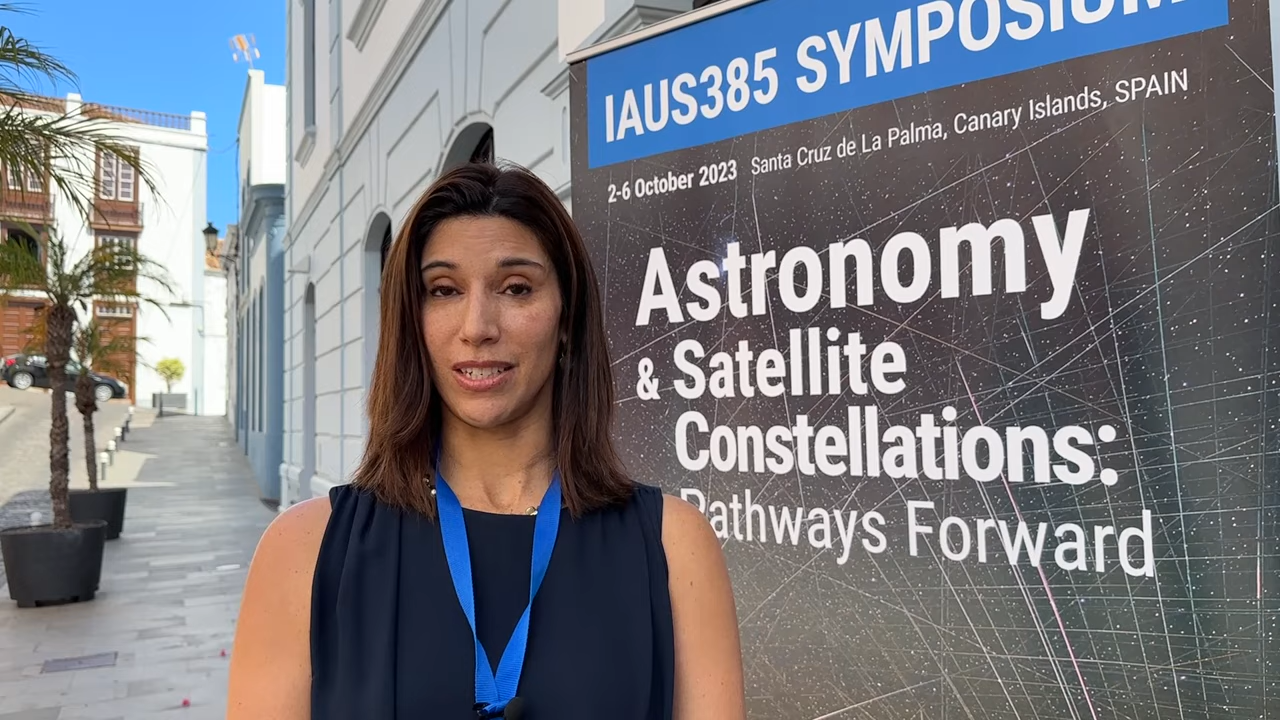 IAUS385 SYMPOSIUM
2-6 October 2023 Santa Cruz de La Palma, Canary Islands, SPAIN
Astronomy
& Satellite
Constellations:
Pathways Forward